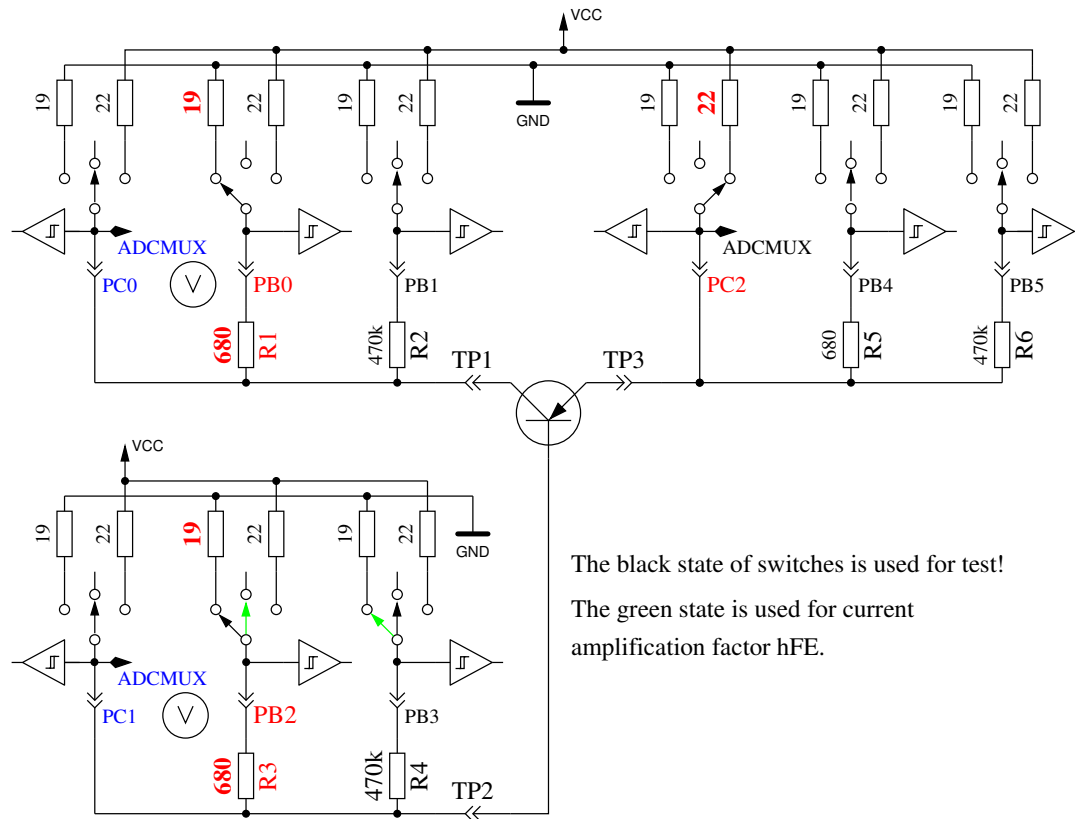 VCC
19
22
19
22
19
22
GND
19
22
19
22
19
22
ADCMUX
ADCMUX
PC0
V
PB0
PB1
PC2
PB4
PB5
680
R1
470k
R2
680
R5
470k
R6
TP1
TP3
VCC
19
22
19
22
19
22
GND
The black state of switches is used for test!
The green state is used for current
amplification factor hFE.
ADCMUX
PC1
V
PB2
PB3
680
R3
470k
R4
TP2